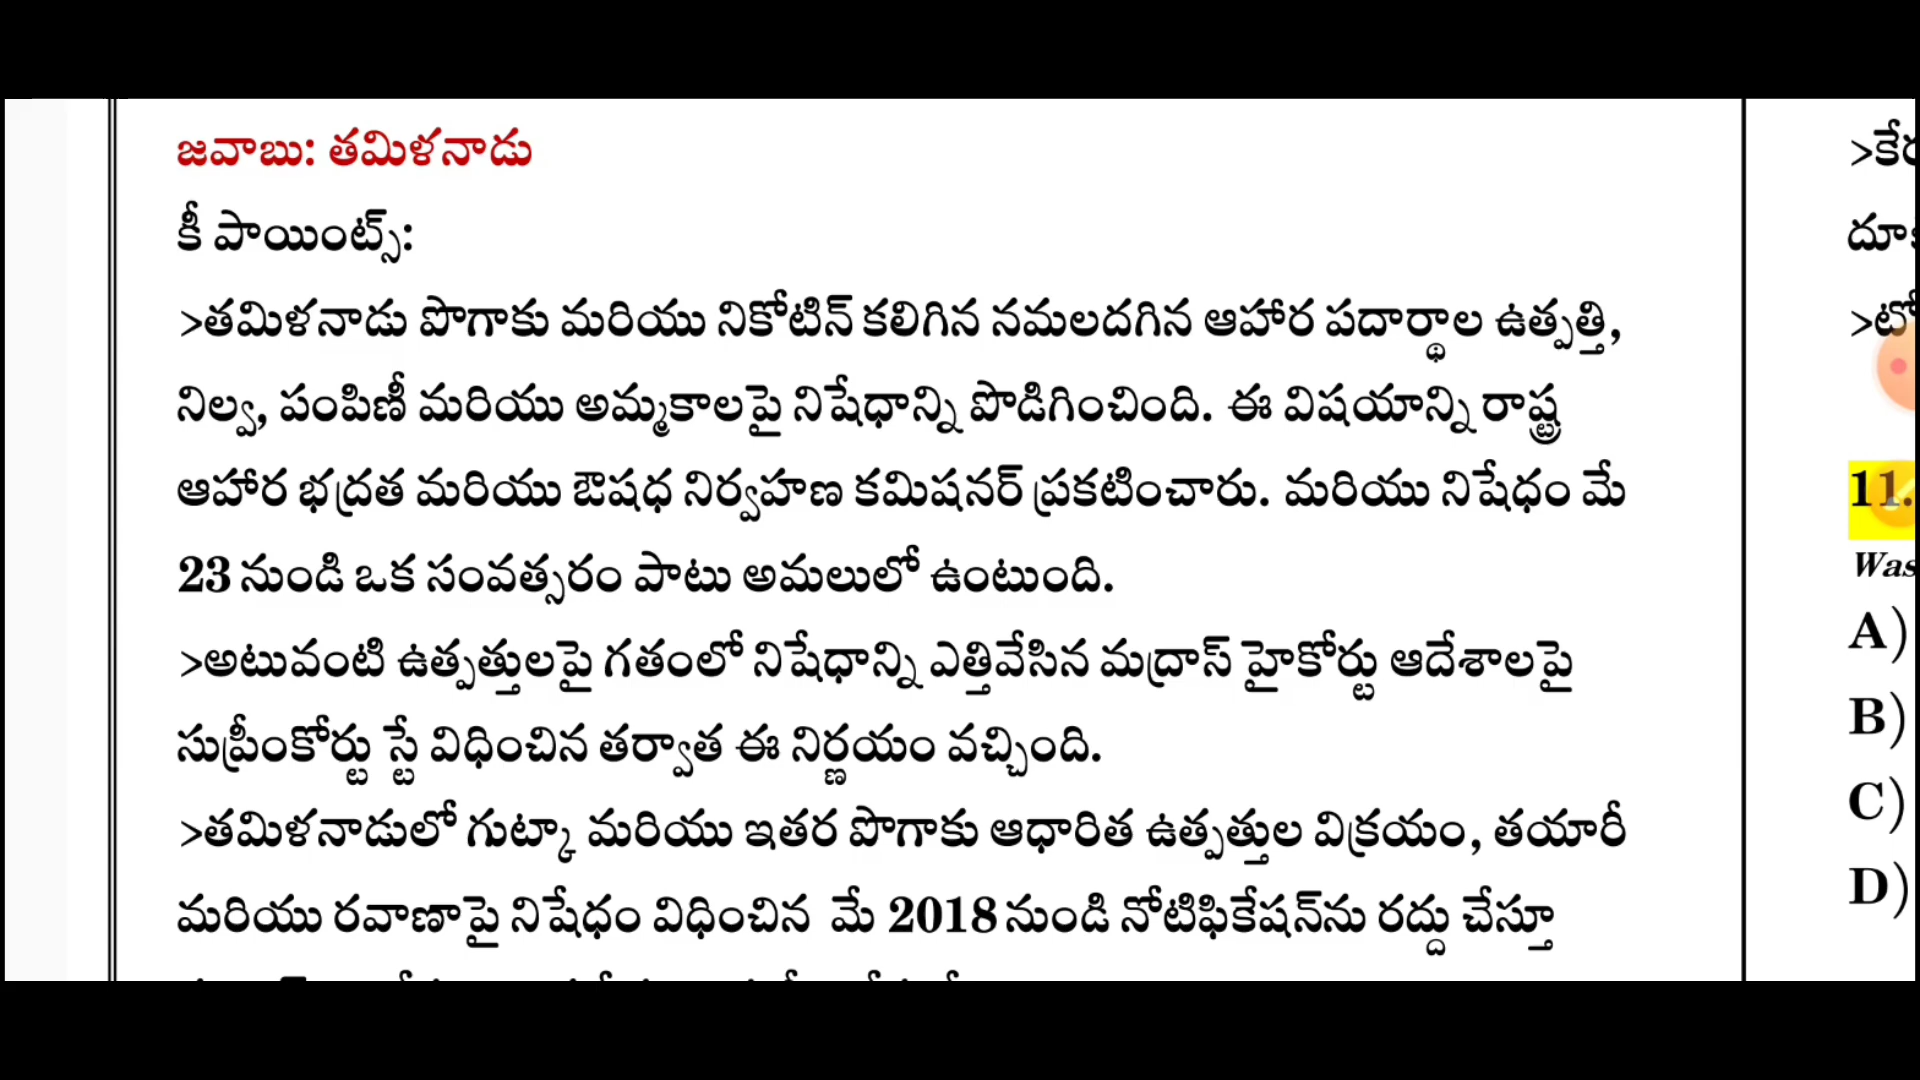 జవాబు: తమిళనాడు
కీ పాయింట్స్:
>తమిళనాడు పొగాకు మరియు నికోటిన్ కలిగిన నమలదగిన ఆహార పదార్థాల ఉత్పత్తి,
నిల్వ, పంపిణీ మరియు అమ్మకాలపై నిషేధాన్ని పొడిగించింది. ఈ విషయాన్ని రాష్ట్ర
ఆహార భద్రత మరియు ఔషధ నిర్వహణ కమిషనర్ ప్రకటించారు. మరియు నిషేధం మే
23 నుండి ఒక సంవత్సరం పాటు అమలులో ఉంటుంది.
>అటువంటి ఉత్పత్తులపై గతంలో నిషేధాన్ని ఎత్తివేసిన మద్రాస్ హైకోర్టు ఆదేశాలపై
సుప్రీంకోర్టు స్టే విధించిన తర్వాత ఈ నిర్ణయం వచ్చింది.
>తమిళనాడులో గుట్కా మరియు ఇతర పొగాకు ఆధారిత ఉత్పత్తుల విక్రయం, తయారీ
మరియు రవాణాపై నిషేధం విధించిన మే 2018 నుండి నోటిఫికేషన్‌ను రద్దు చేస్తూ
11.
A)
B)
C)
D)